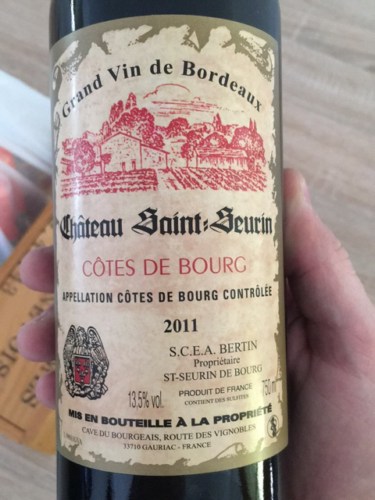 Grand Vin de Bordeaux
Château Saint-Seurin
CÔTES DE BOURG
APPELLATION CÔTES DE BOURG CONTRÔLÉE
2011
S.C.E.A. BERTIN
Propriétaire
ST-SEURIN DE BOURG
13,5% vol.
PRODUIT DE FRANCE
CONTIENT DES SULFITES
750 ml
MIS EN BOUTEILLE À LA PROPRIÉTÉ
CAVE DU BOURGEAIS, ROUTE DES VIGNOBLES
33710 GAURIAC - FRANCE